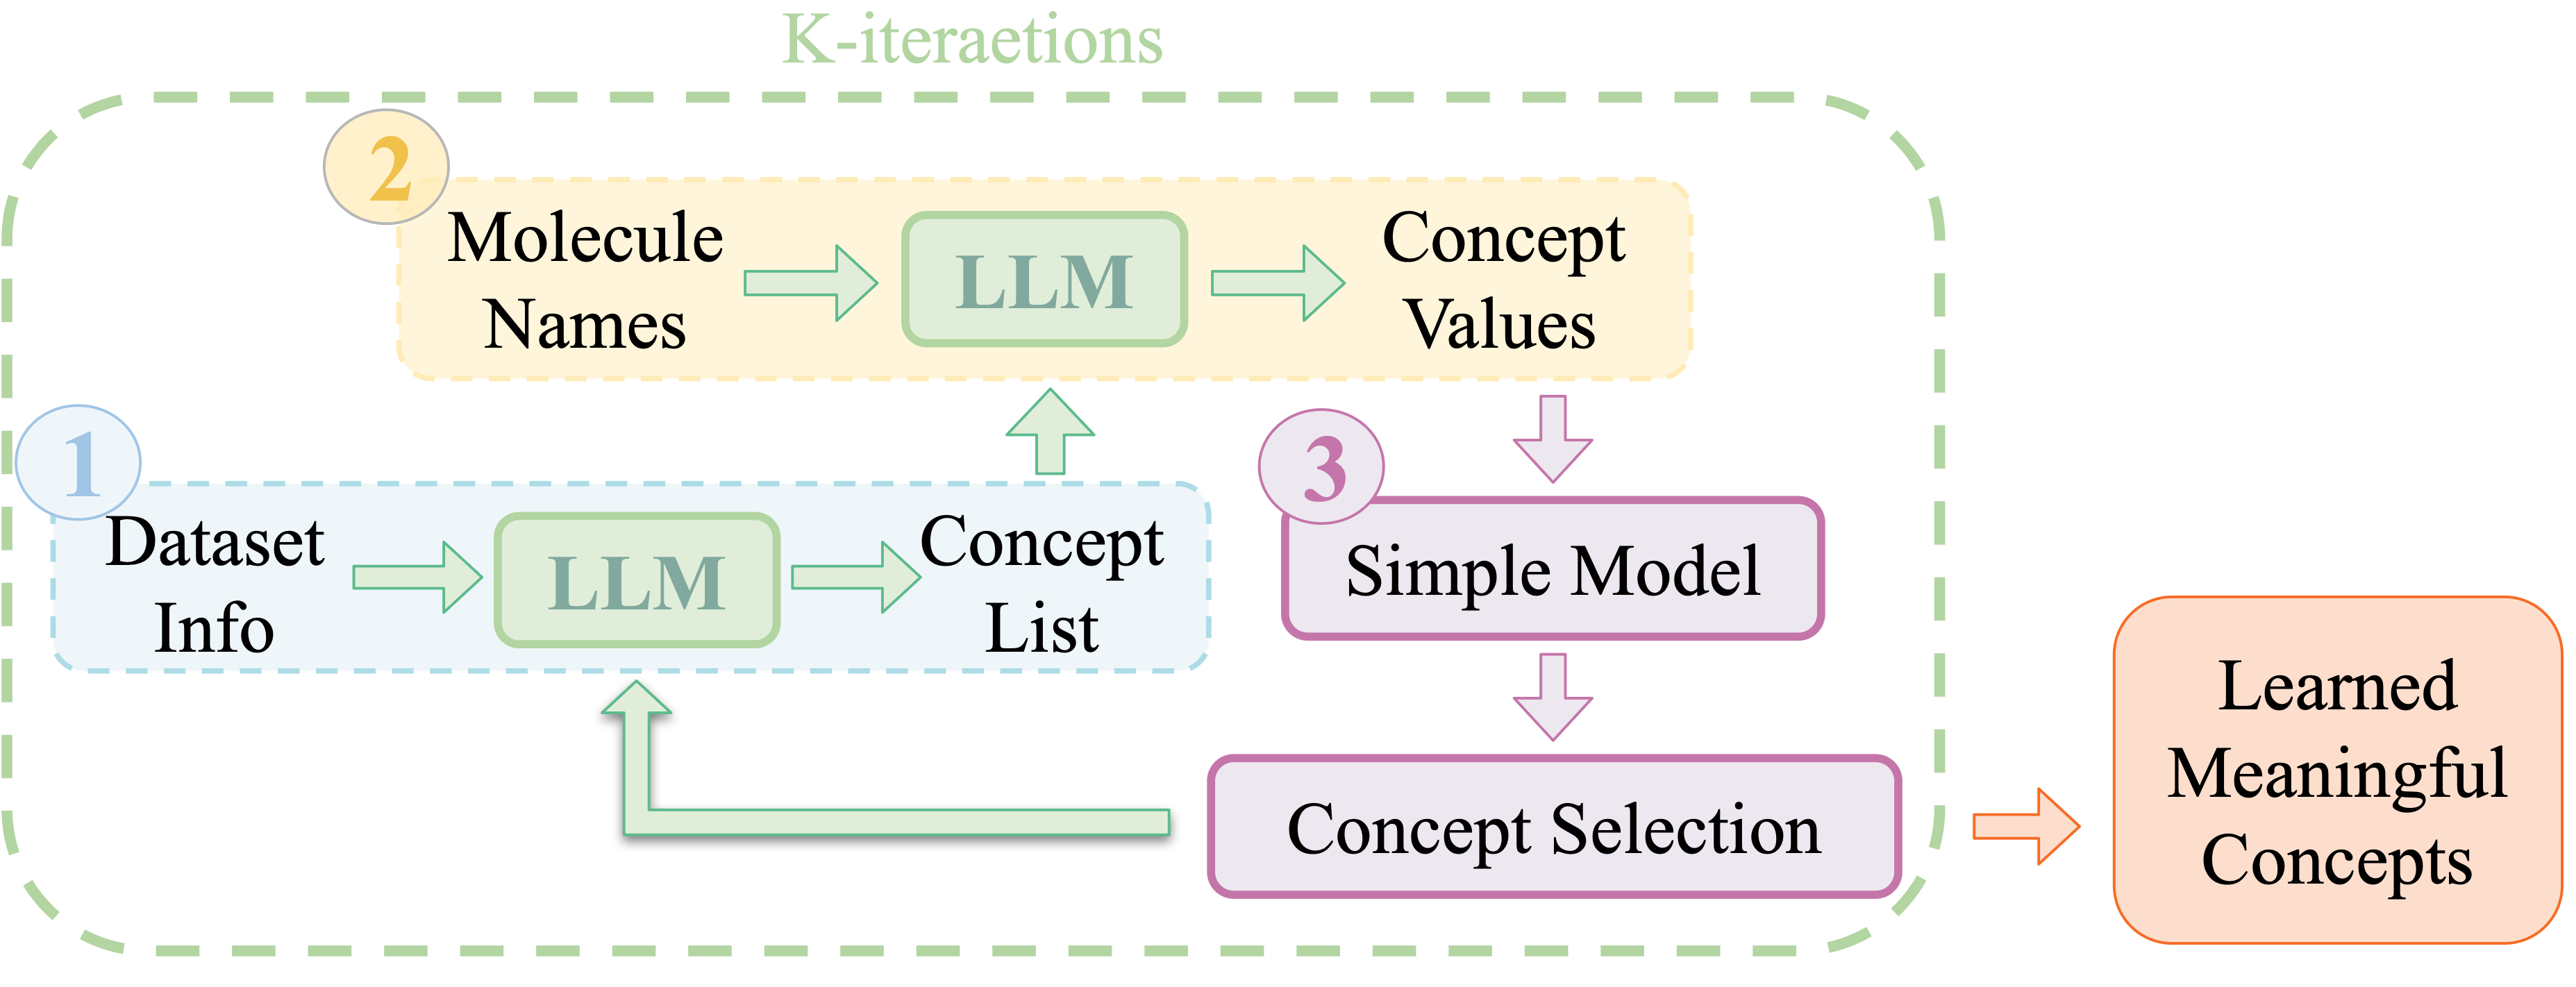 K-iteraetions
2
Molecule
Names
LLM
Concept
Values
1
Dataset
Info
LLM
Concept
List
3
Simple Model
Concept Selection
Learned
Meaningful
Concepts